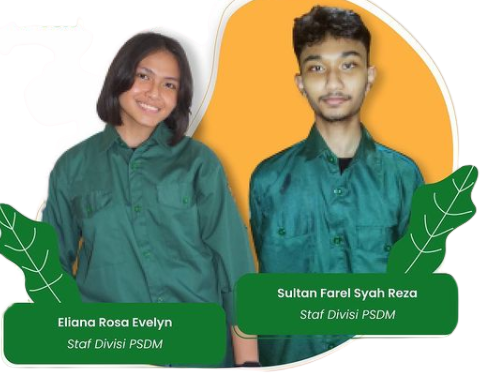 Eliana Rosa Evelyn
Staf Divisi PSDM
Sultan Farel Syah Reza
Staf Divisi PSDM